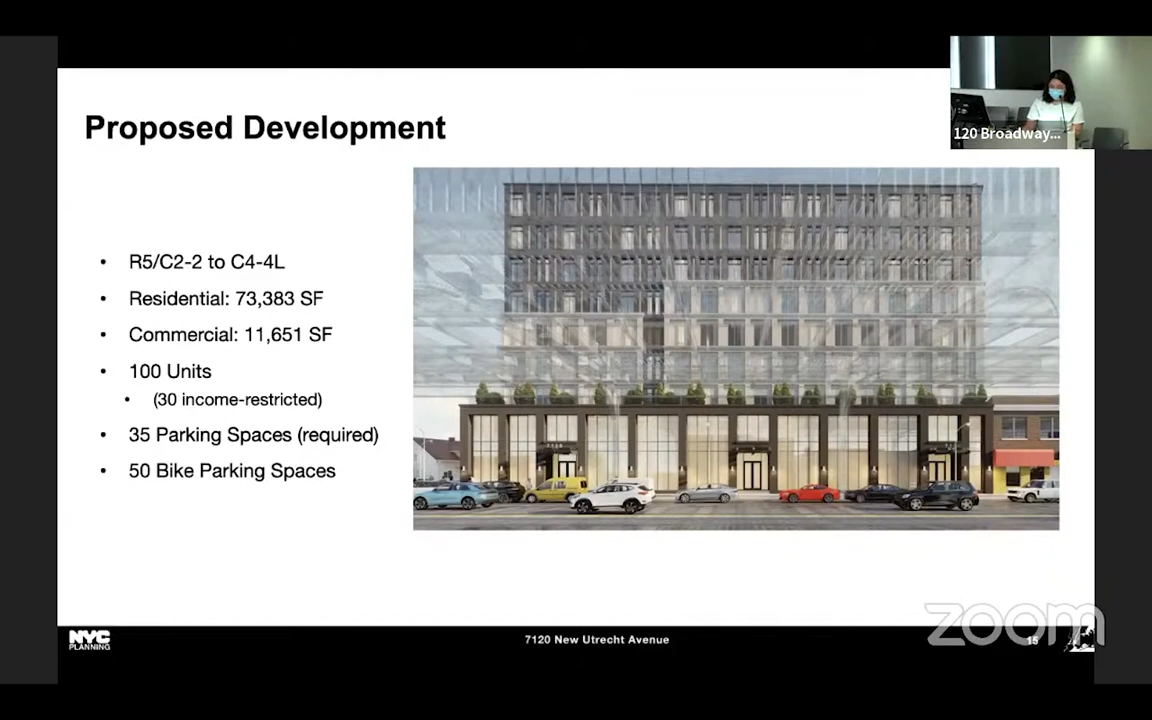 Proposed Development
120 Broadway...
• R5/C2-2 to C4-4L
• Residential: 73,383 SF
• Commercial: 11,651 SF
• 100 Units
• (30 income-restricted)
• 35 Parking Spaces (required)
• 50 Bike Parking Spaces
NYC
PLANNING
7120 New Utrecht Avenue
15
zoom